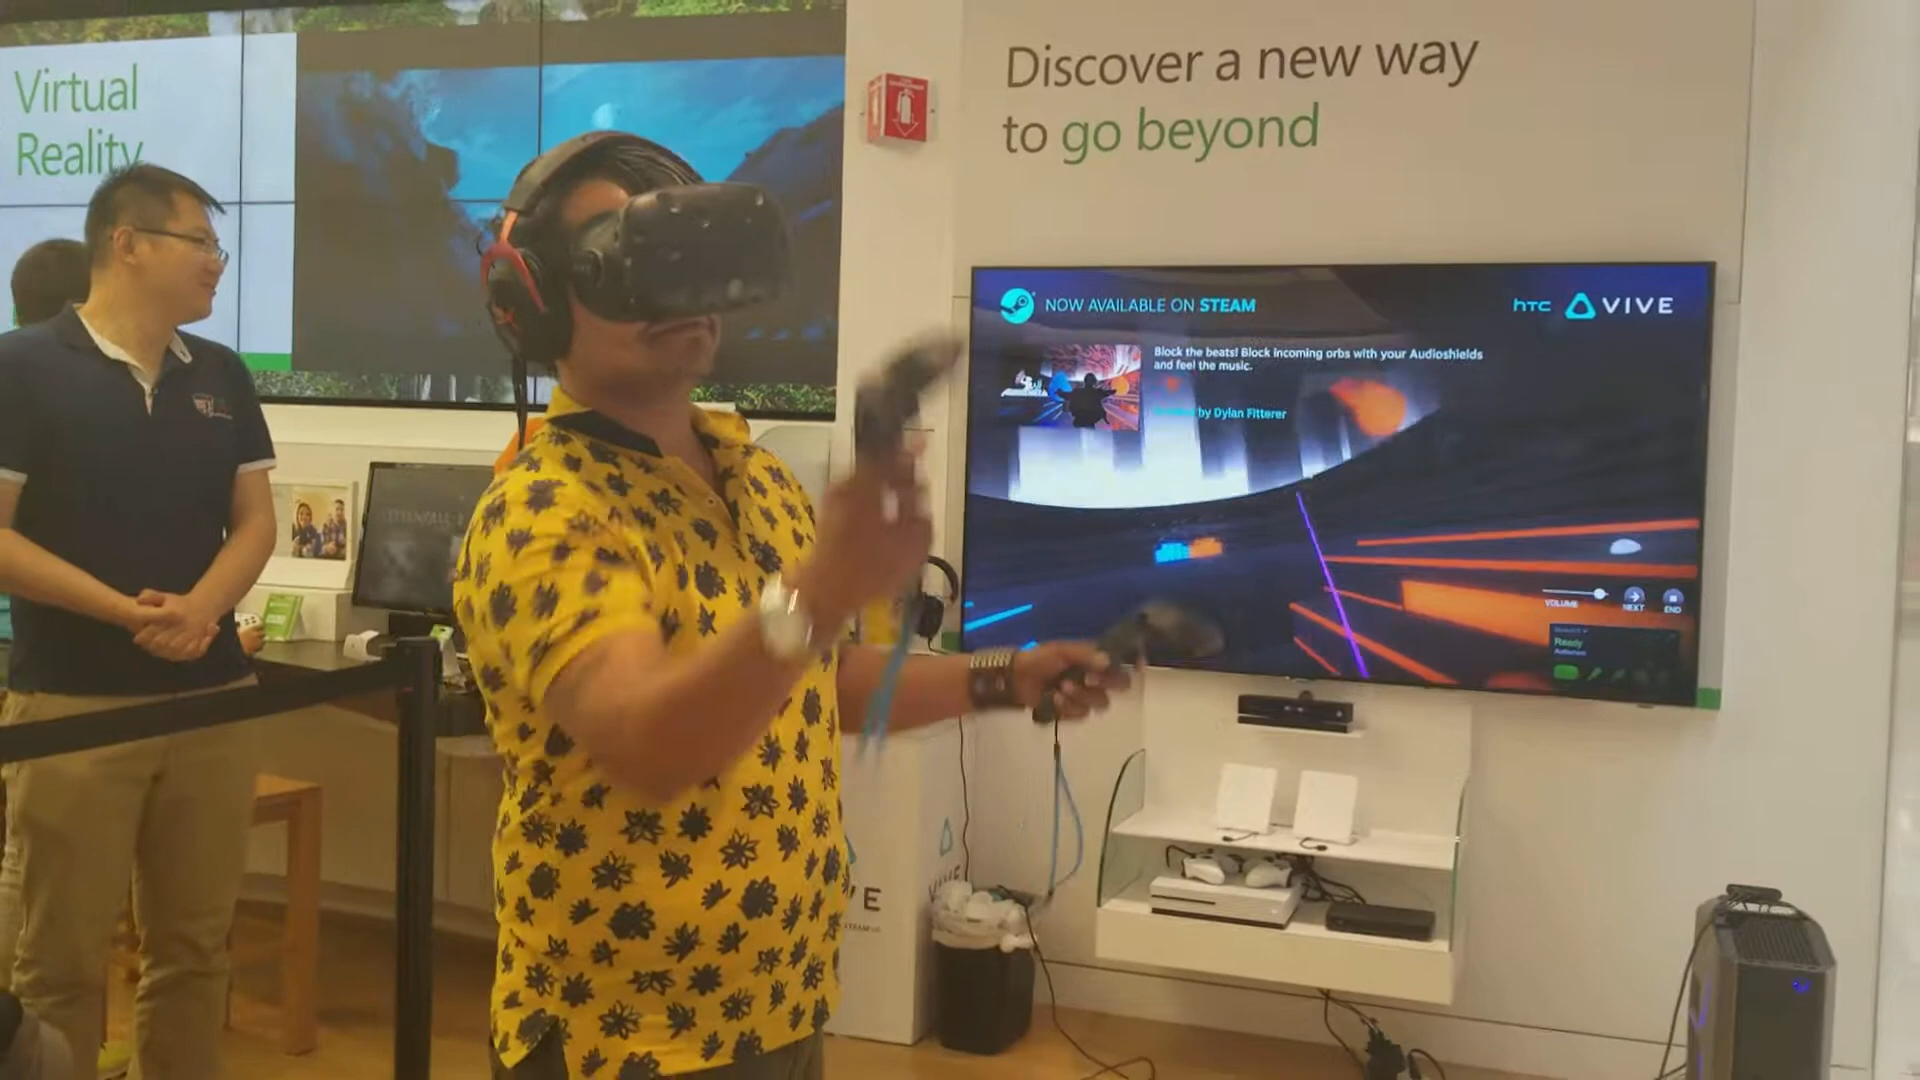 Virtual
Reality
Discover a new way
to go beyond
NOW AVAILABLE ON STEAM
HTC VIVE
Block the beats! Block incoming orbs with your Audioshields
and feel the music.
by Dylan Fitterer
VOLUME
NEXT
END
Ready
VIVE